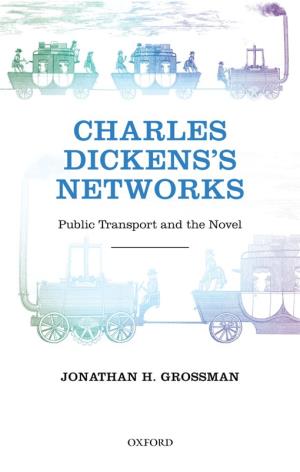 CHARLES
DICKENS'S
NETWORKS
Public Transport and the Novel
JONATHAN H. GROSSMAN
OXFORD